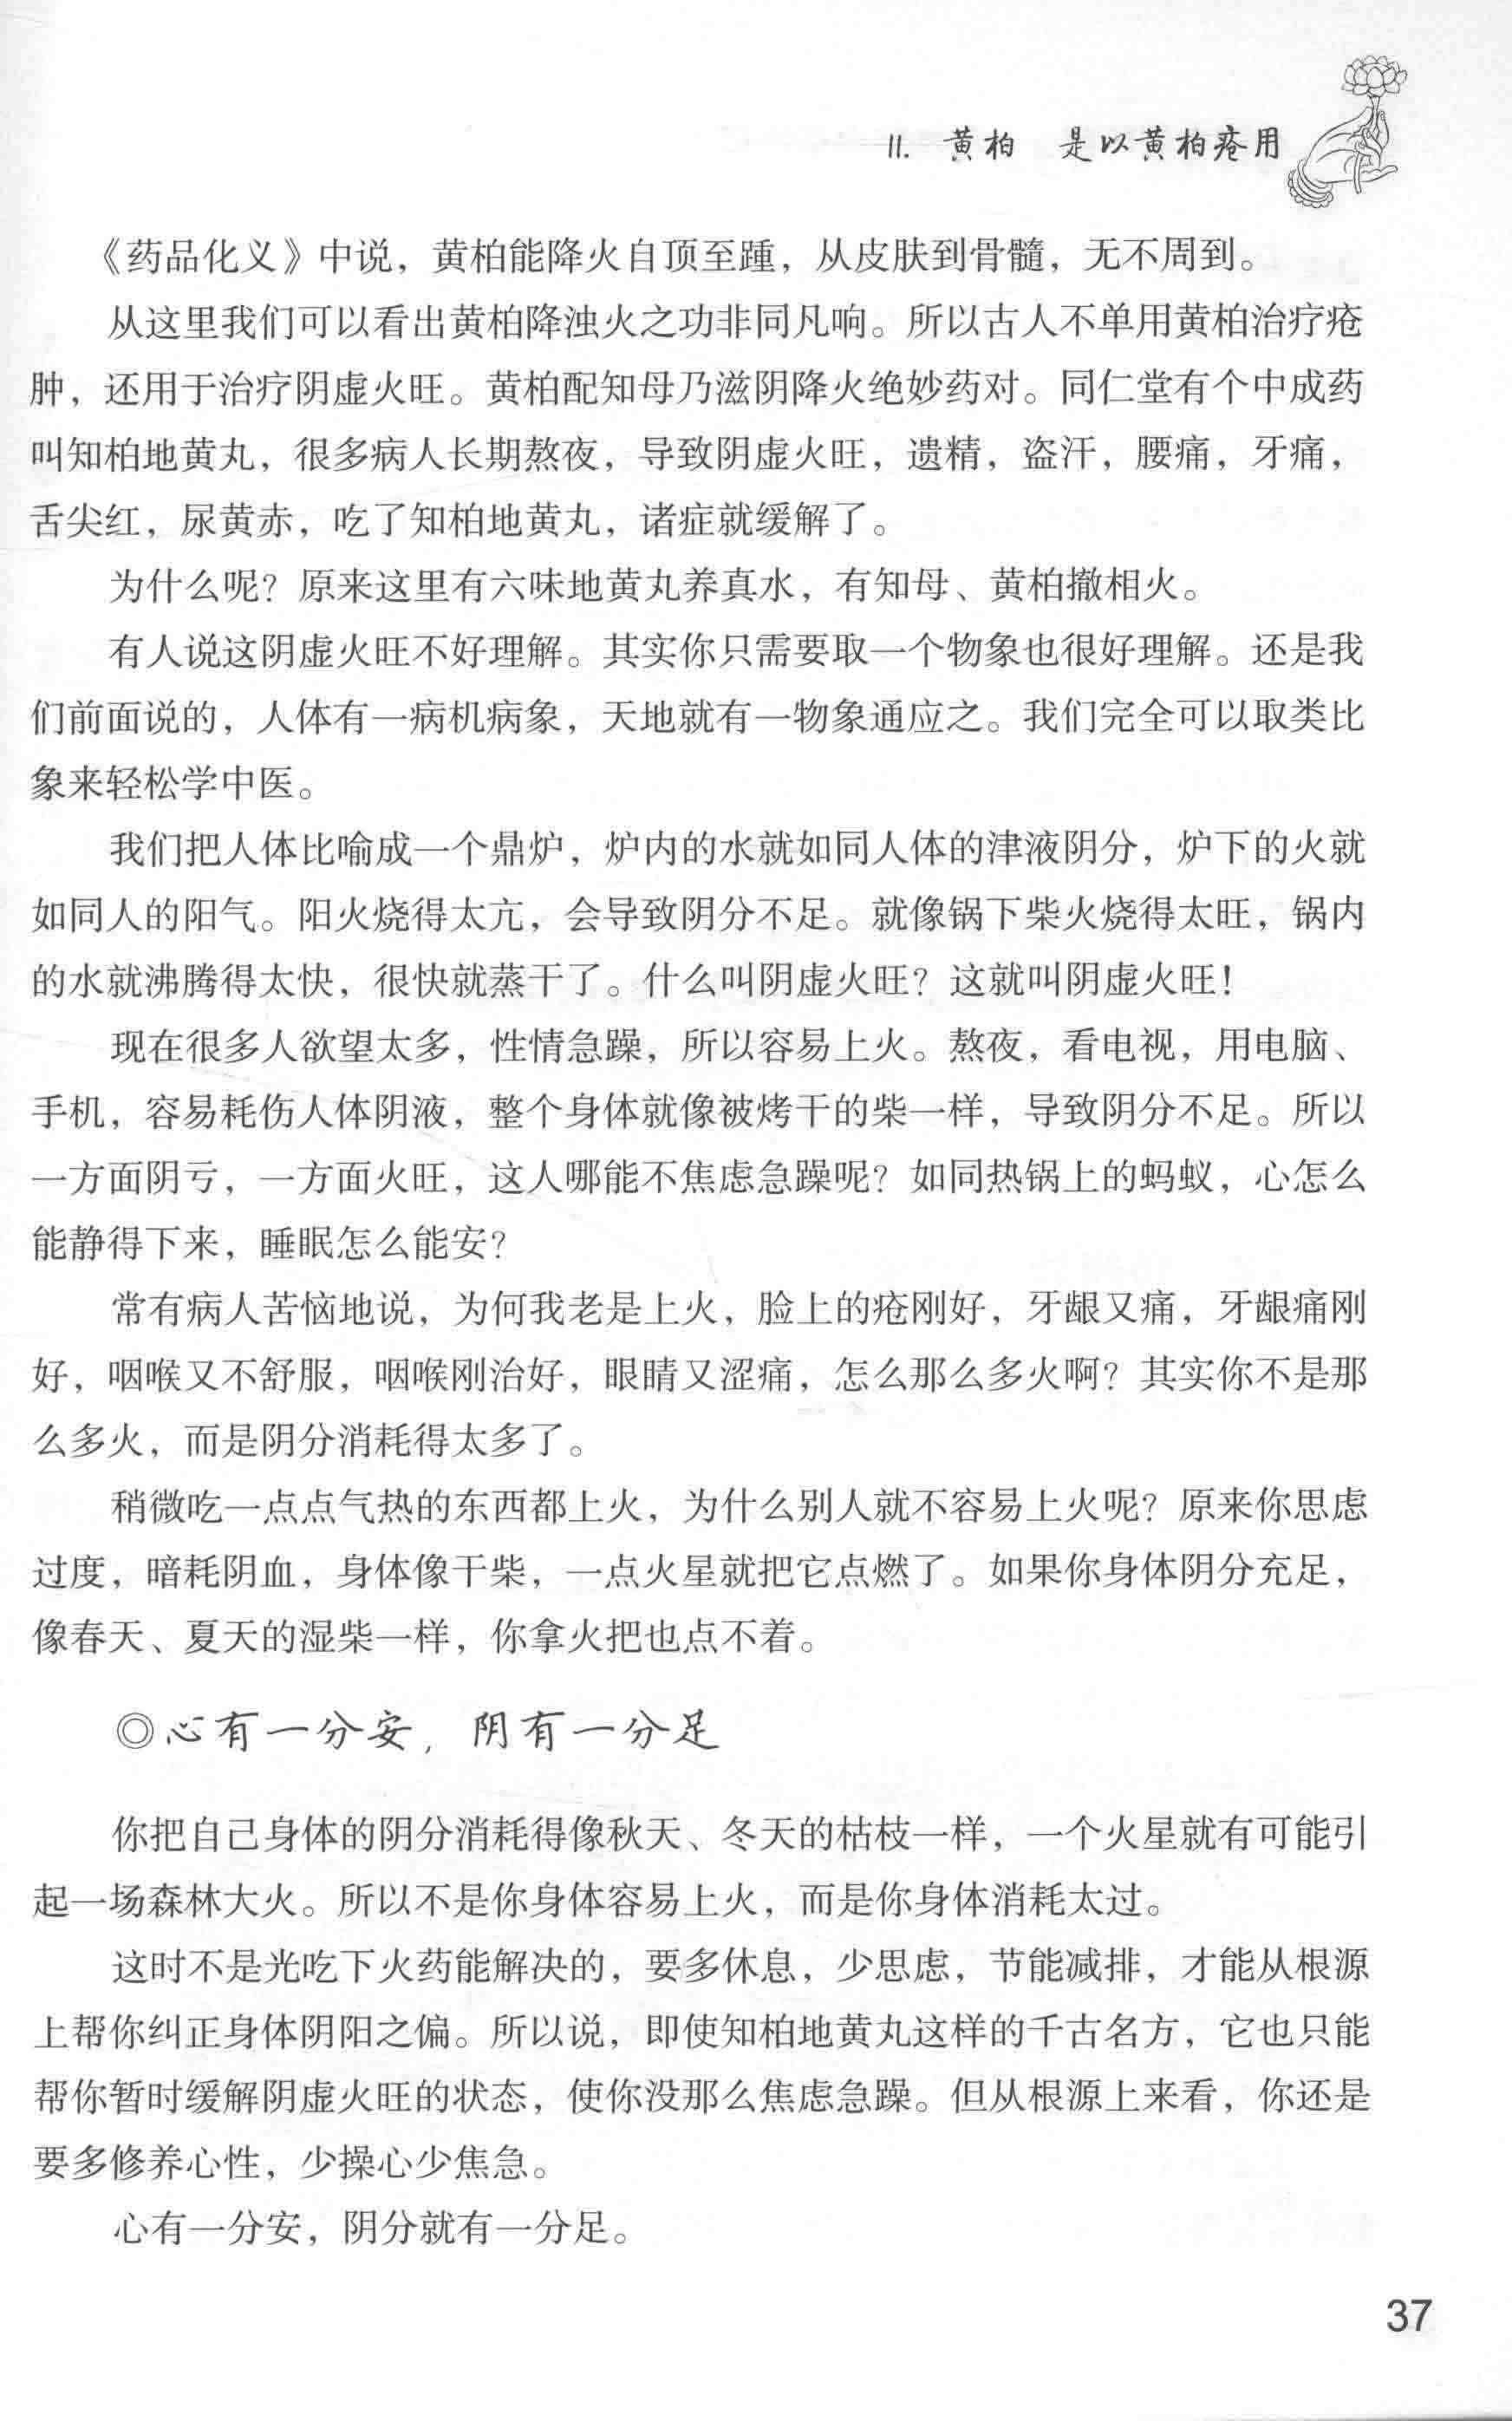 11. 黄柏　是以黄柏疮用
《药品化义》中说，黄柏能降火自顶至踵，从皮肤到骨髓，无不周到。
从这里我们可以看出黄柏降浊火之功非同凡响。所以古人不单用黄柏治疗疮
肿，还用于治疗阴虚火旺。黄柏配知母乃滋阴降火绝妙药对。同仁堂有个中成药
叫知柏地黄丸，很多病人长期熬夜，导致阴虚火旺，遗精，盗汗，腰痛，牙痛，
舌尖红，尿黄赤，吃了知柏地黄丸，诸症就缓解了。
为什么呢？原来这里有六味地黄丸养真水，有知母、黄柏撤相火。
有人说这阴虚火旺不好理解。其实你只需要取一个物象也很好理解。还是我
们前面说的，人体有一病机病象，天地就有一物象通应之。我们完全可以取类比
象来轻松学中医。
我们把人体比喻成一个鼎炉，炉内的水就如同人体的津液阴分，炉下的火就
如同人的阳气。阳火烧得太亢，会导致阴分不足。就像锅下柴火烧得太旺，锅内
的水就沸腾得太快，很快就蒸干了。什么叫阴虚火旺？这就叫阴虚火旺！
现在很多人欲望太多，性情急躁，所以容易上火。熬夜，看电视，用电脑、
手机，容易耗伤人体阴液，整个身体就像被烤干的柴一样，导致阴分不足。所以
一方面阴亏，一方面火旺，这人哪能不焦虑急躁呢？如同热锅上的蚂蚁，心怎么
能静得下来，睡眠怎么能安？
常有病人苦恼地说，为何我老是上火，脸上的疮刚好，牙龈又痛，牙龈痛刚
好，咽喉又不舒服，咽喉刚治好，眼睛又涩痛，怎么那么多火啊？其实你不是那
么多火，而是阴分消耗得太多了。
稍微吃一点点气热的东西都上火，为什么别人就不容易上火呢？原来你思虑
过度，暗耗阴血，身体像干柴，一点火星就把它点燃了。如果你身体阴分充足，
像春天、夏天的湿柴一样，你拿火把也点不着。
◎心有一分安，阴有一分足
你把自己身体的阴分消耗得像秋天、冬天的枯枝一样，一个火星就有可能引
起一场森林大火。所以不是你身体容易上火，而是你身体消耗太过。
这时不是光吃下火药能解决的，要多休息，少思虑，节能减排，才能从根源
上帮你纠正身体阴阳之偏。所以说，即使知柏地黄丸这样的千古名方，它也只能
帮你暂时缓解阴虚火旺的状态，使你没那么焦虑急躁。但从根源上来看，你还是
要多修养心性，少操心少焦急。
心有一分安，阴分就有一分足。
37